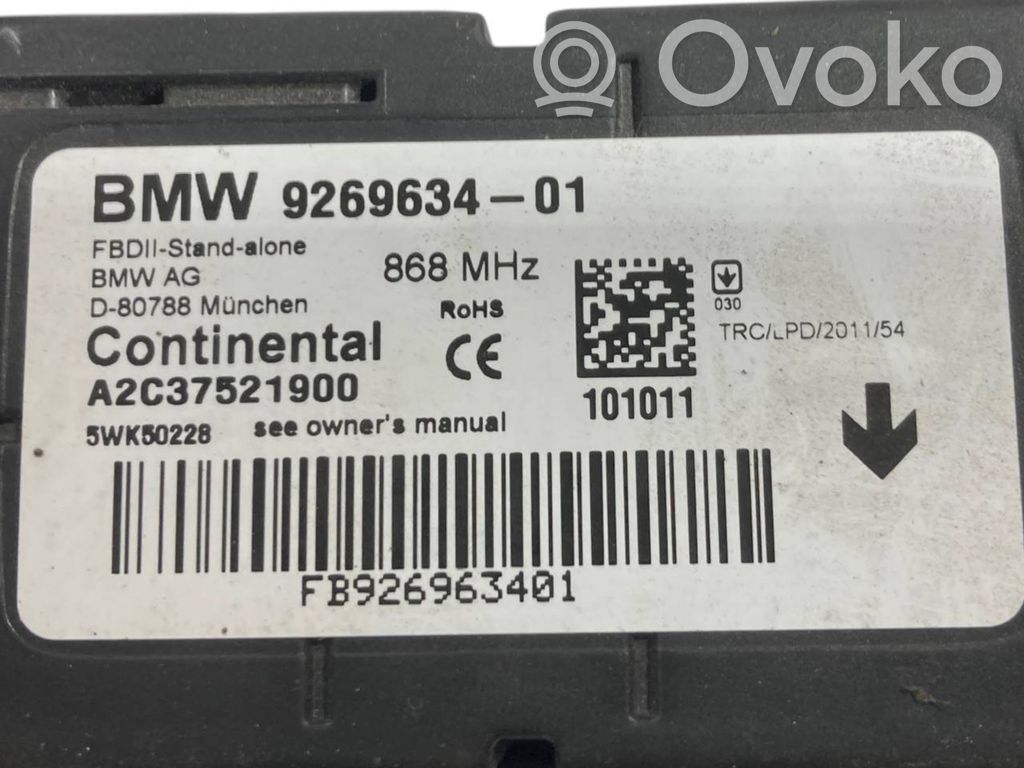 Ovoko
BMW 9269634-01
FBDII-Stand-alone
BMW AG
D-80788 München
868 MHz
RoHS
CE
Continental
A2C37521900
5WK50228 see owner's manual
101011
030
TRC/LPD/2011/54
FB926963401